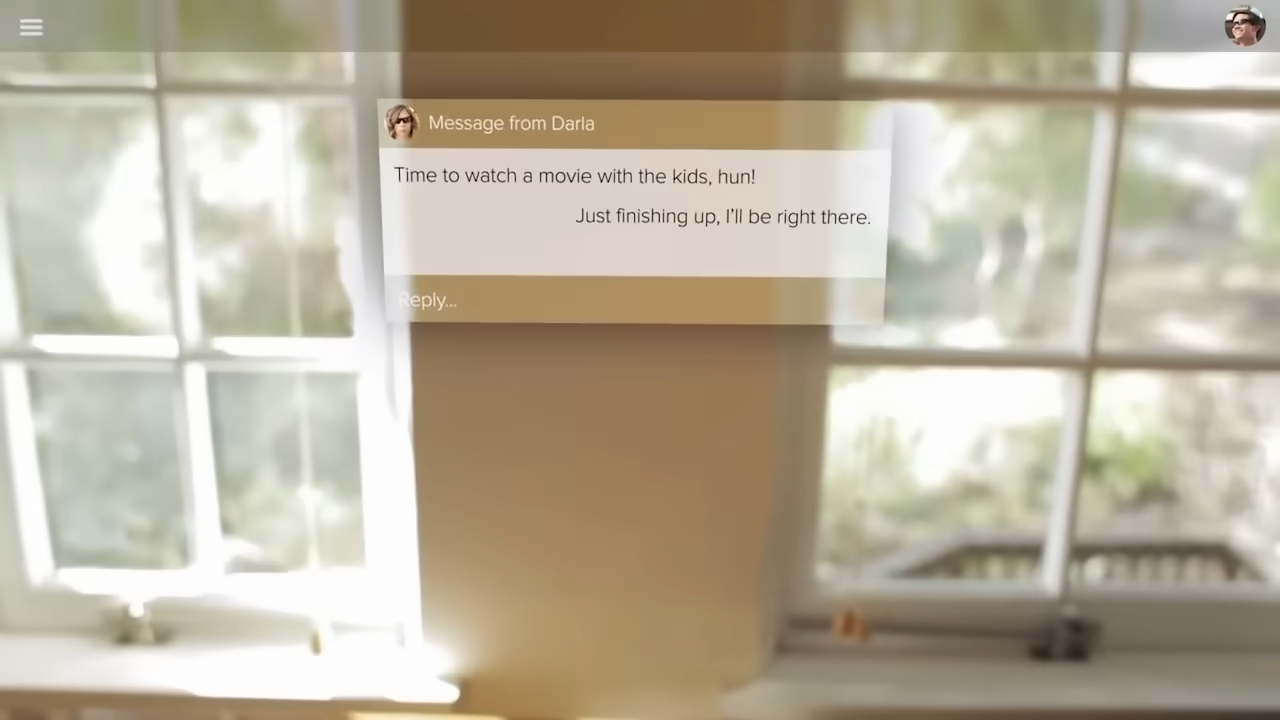 Message from Darla
Time to watch a movie with the kids, hun!
Just finishing up, I’ll be right there.
Reply...